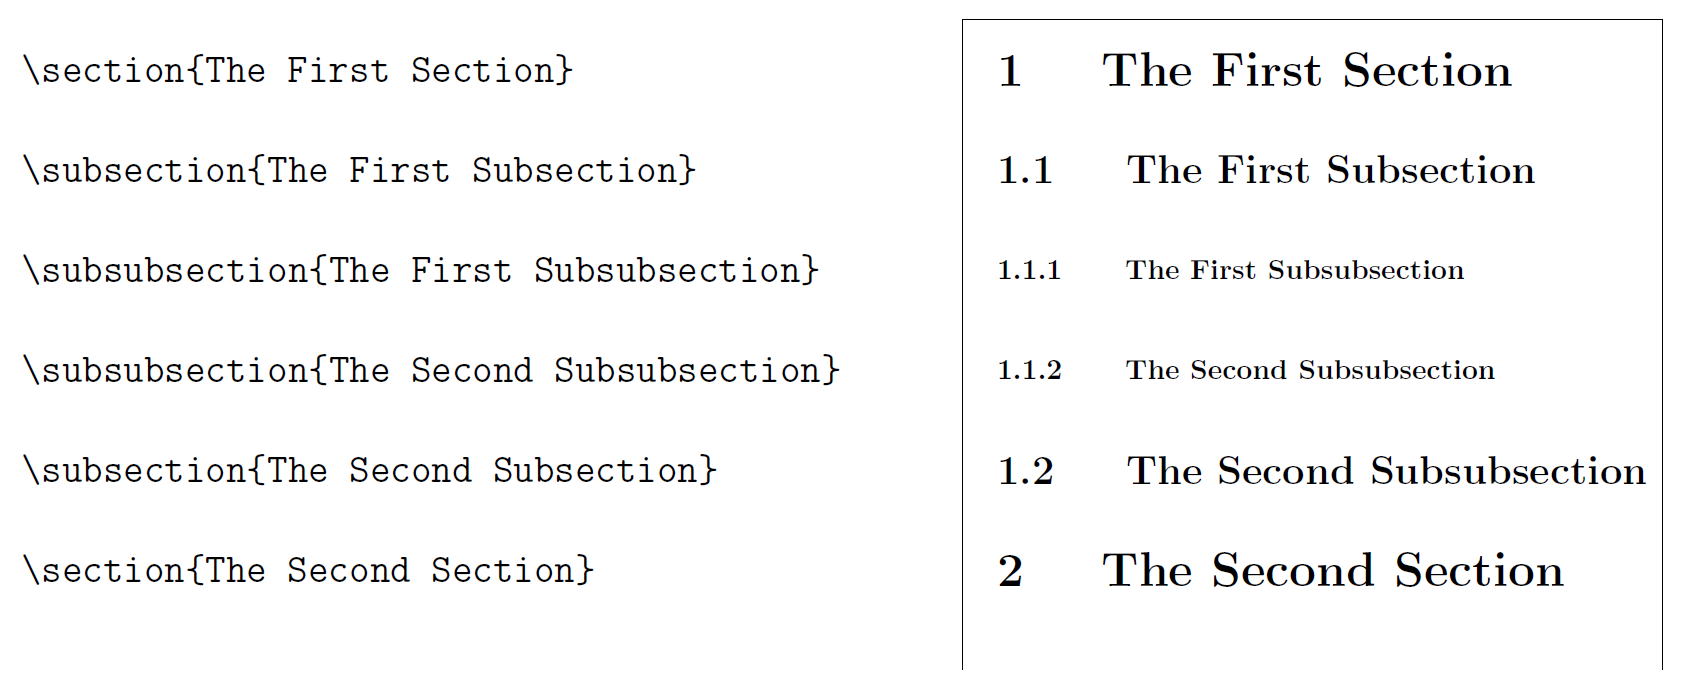 \section{The First Section}
1 The First Section
\subsection{The First Subsection}
1.1 The First Subsection
\subsubsection{The First Subsubsection}
1.1.1 The First Subsubsection
\subsubsection{The Second Subsubsection}
1.1.2 The Second Subsubsection
\subsection{The Second Subsection}
1.2 The Second Subsubsection
\section{The Second Section}
2 The Second Section